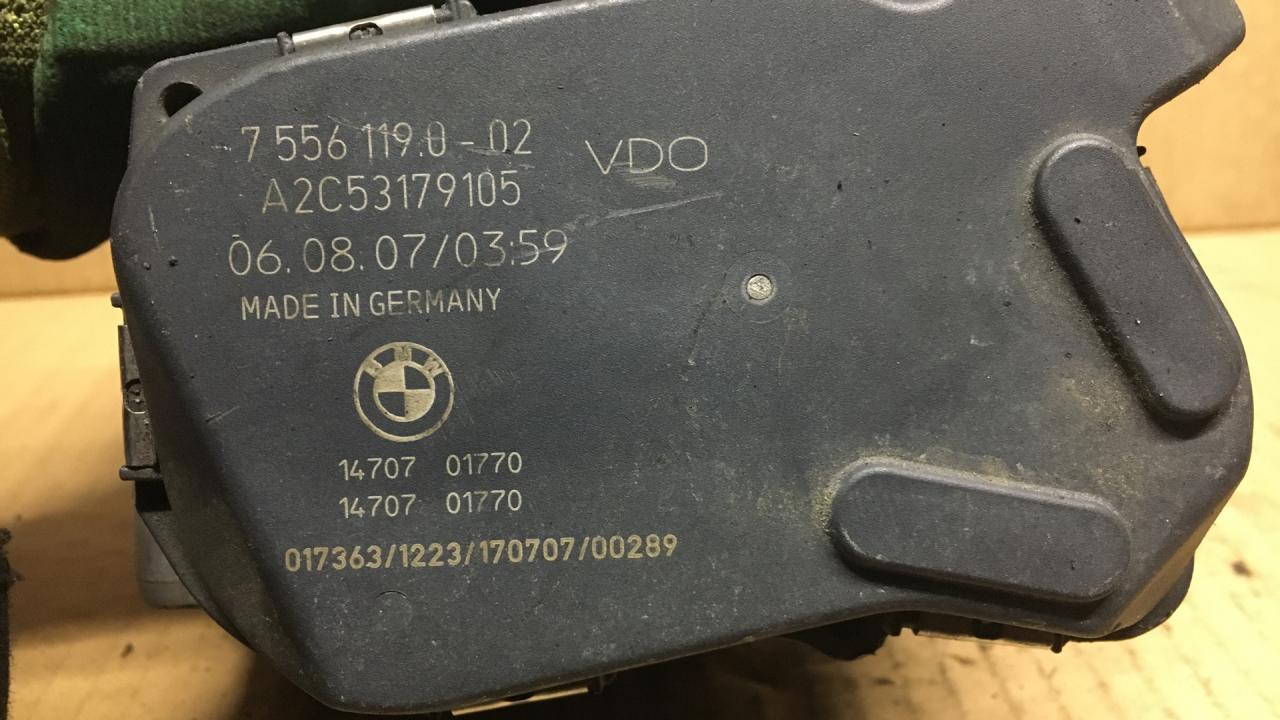 7 556 119.0 - 02 VDO
A2C53179105
06.08.07/03:59
MADE IN GERMANY
BMW
14707 01770
14707 01770
017363/1223/170707/00289